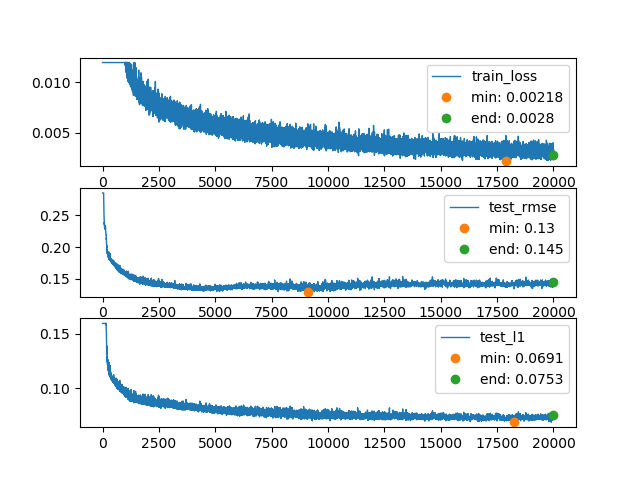 train_loss
min: 0.00218
end: 0.0028
0.010
0.005
0 2500 5000 7500 10000 12500 15000 17500 20000
test_rmse
min: 0.13
end: 0.145
0.25
0.20
0.15
0 2500 5000 7500 10000 12500 15000 17500 20000
test_l1
min: 0.0691
end: 0.0753
0.15
0.10
0 2500 5000 7500 10000 12500 15000 17500 20000